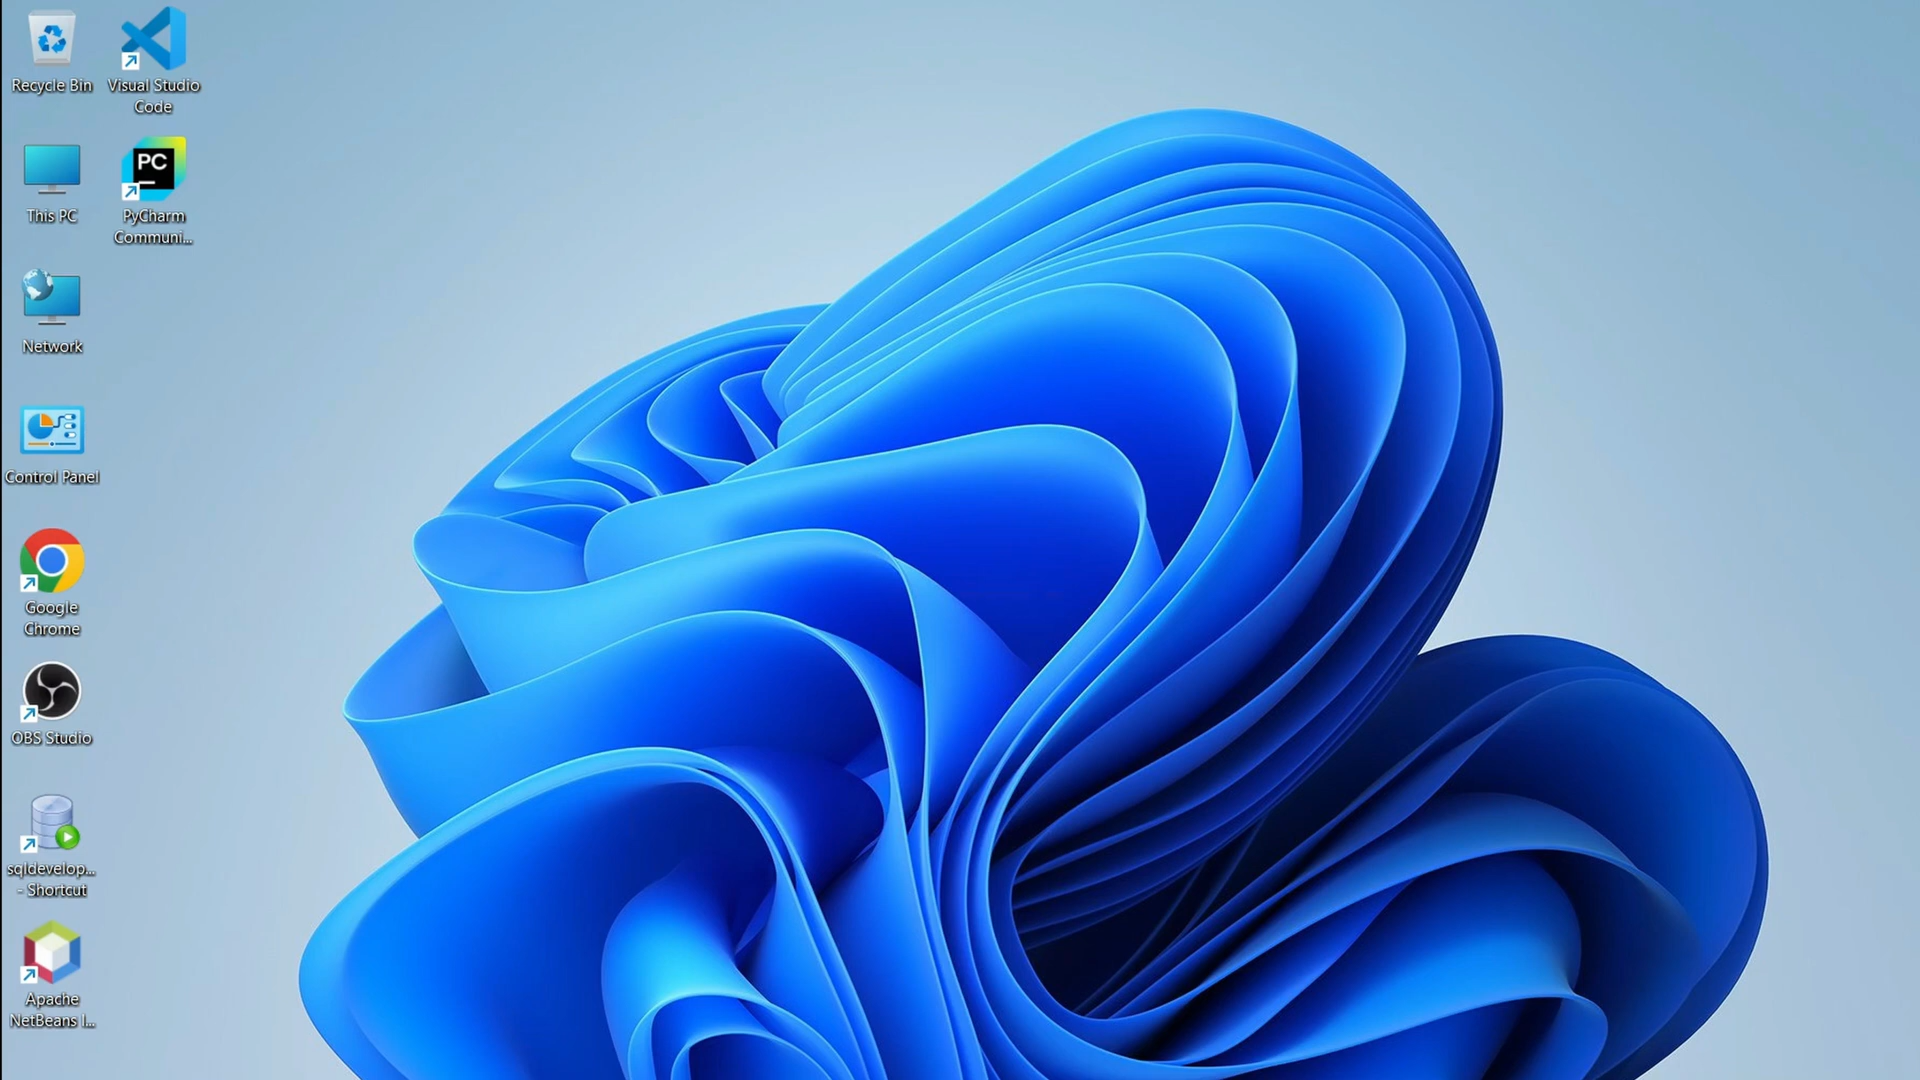 Recycle Bin
Visual Studio
Code
This PC
PC
PyCharm
Communi...
Network
Control Panel
Google
Chrome
OBS Studio
sqldevelop...
- Shortcut
Apache
NetBeans I...